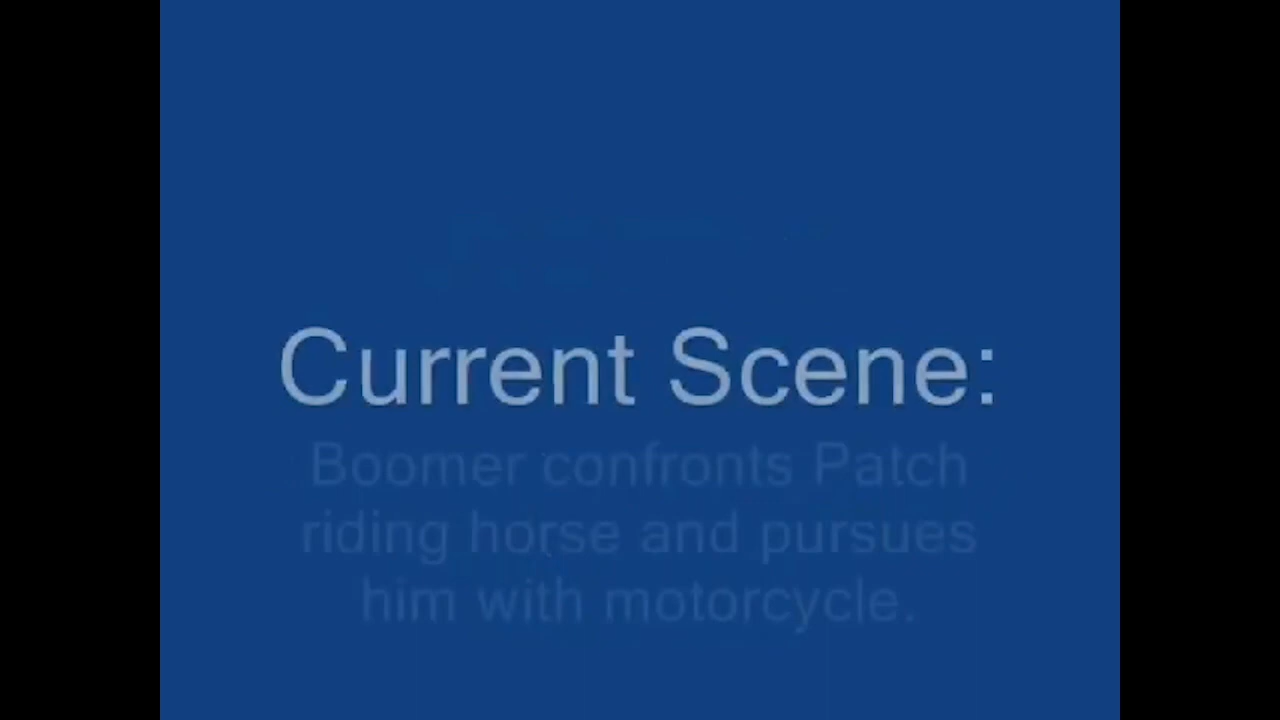 Current Scene:
Boomer confronts Patch
riding horse and pursues
him with motorcycle.